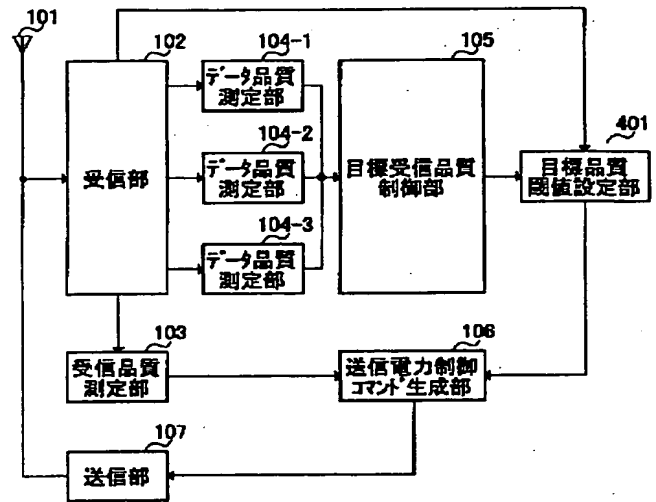 101
102
受信部
104-1
データ品質
測定部
104-2
データ品質
測定部
104-3
データ品質
測定部
105
目標受信品質
制御部
401
目標品質
閾値設定部
103
受信品質
測定部
106
送信電力制御
コマンド生成部
107
送信部